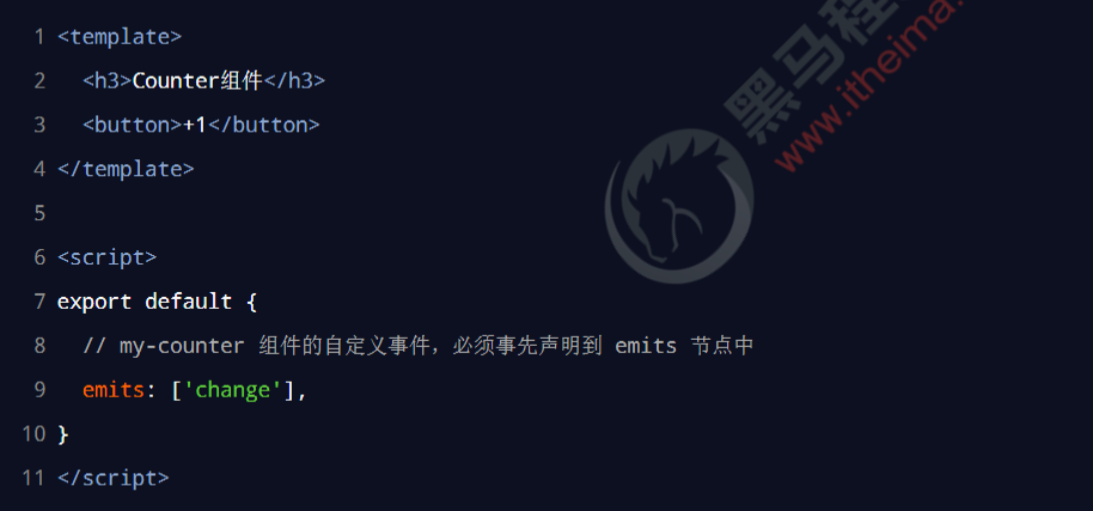 1 <template>
2   <h3>Counter组件</h3>
3   <button>+1</button>
4 </template>
5
6 <script>
7 export default {
8   // my-counter 组件的自定义事件，必须事先声明到 emits 节点中
9   emits: ['change'],
10 }
11 </script>
黑马程
www.itheima.